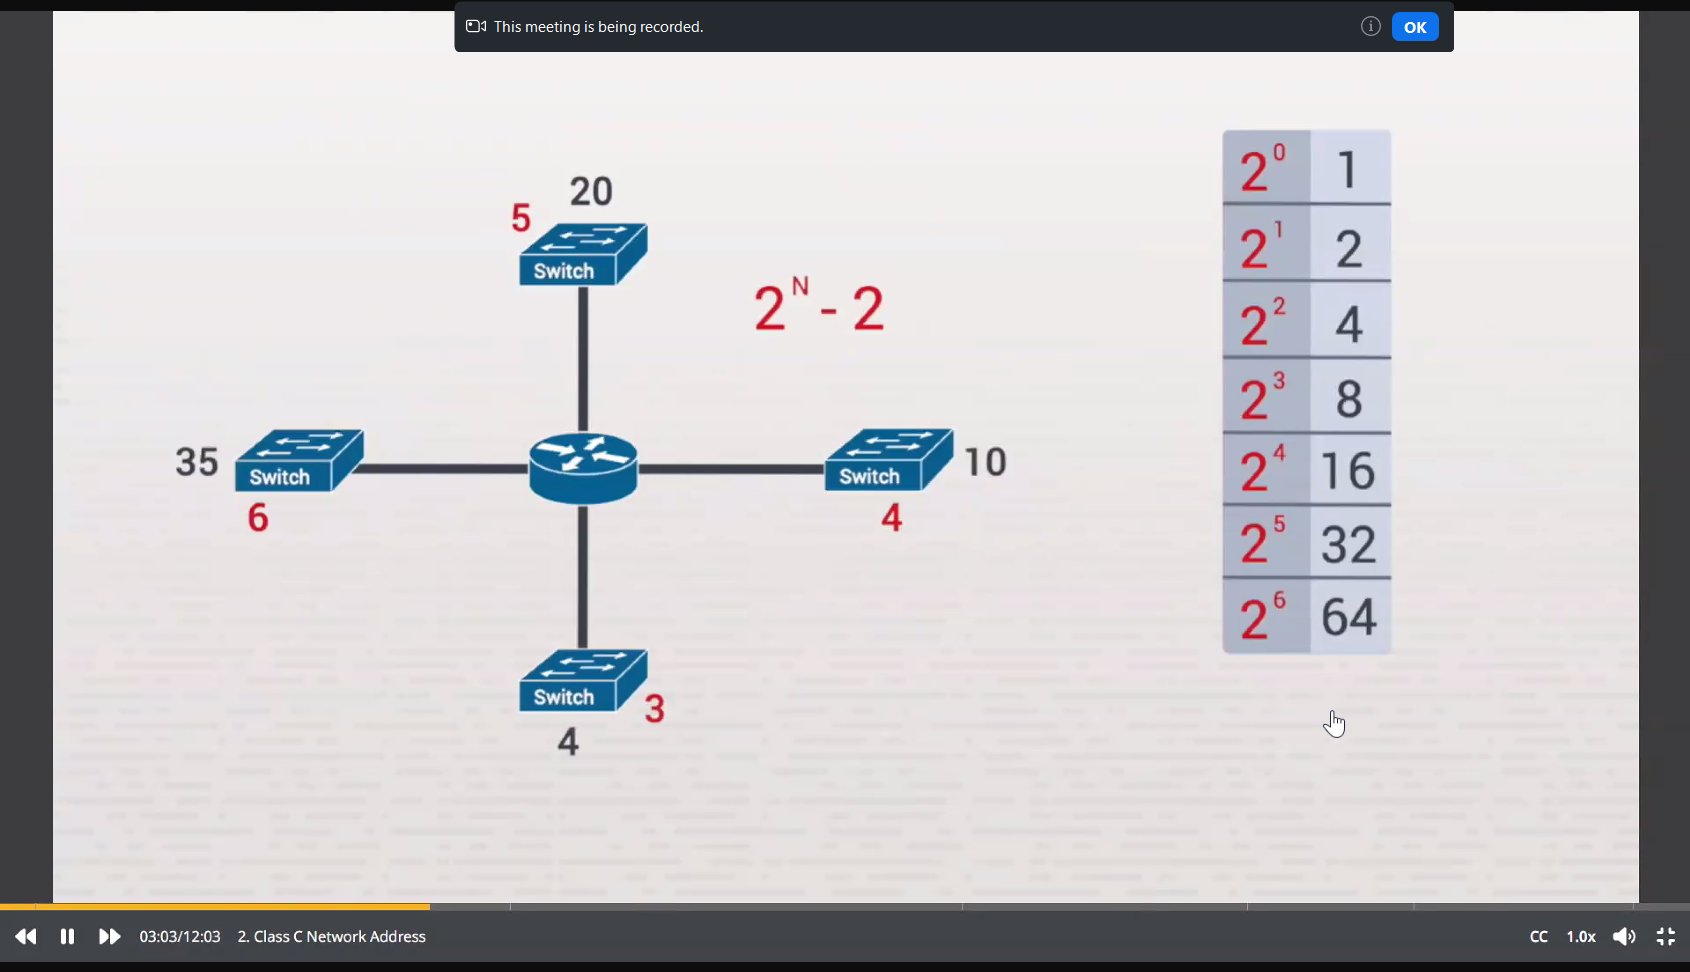 This meeting is being recorded.
OK
20
5
Switch
2^N - 2
35
Switch
6
Switch
10
4
Switch
3
4
2^0 1
2^1 2
2^2 4
2^3 8
2^4 16
2^5 32
2^6 64
03:03/12:03 2. Class C Network Address
CC 1.0x